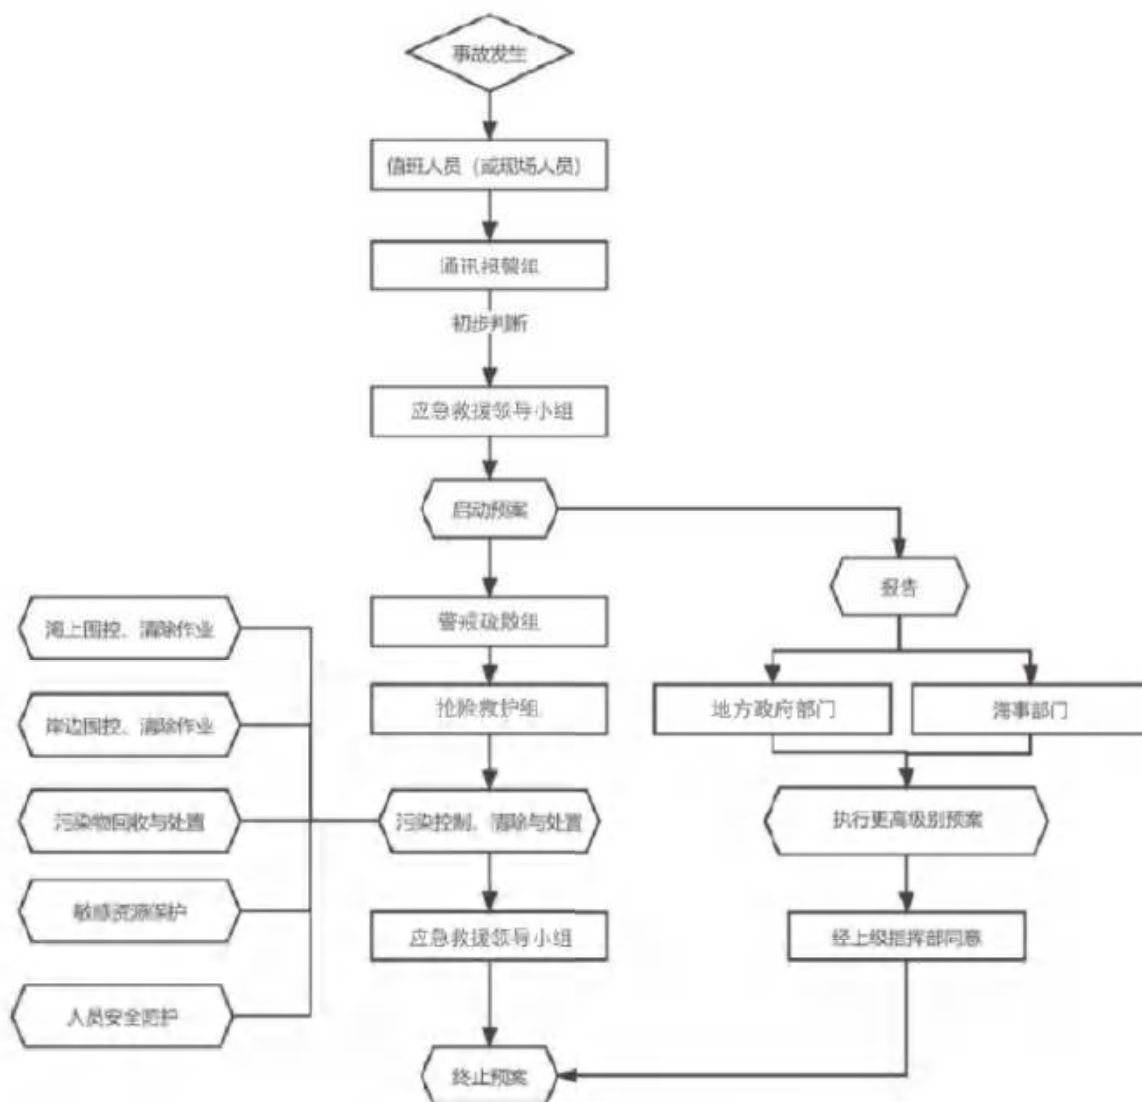 事故发生
值班人员（或现场人员）
通讯报警组
初步判断
应急救援领导小组
启动预案
报告
警戒疏散组
抢险救护组
地方政府部门
海事部门
海上围控、清除作业
岸边围控、清除作业
污染物回收与处置
敏感资源保护
人员安全防护
污染控制、清除与处置
执行更高级别预案
应急救援领导小组
经上级指挥部同意
终止预案